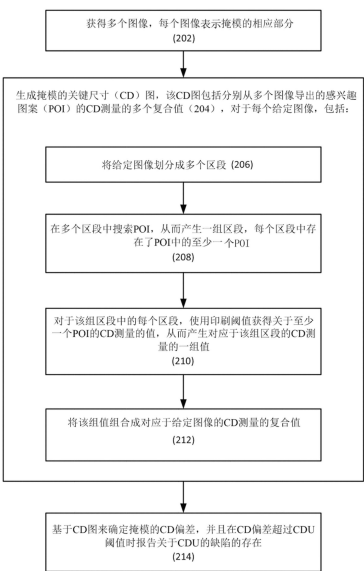 获得多个图像，每个图像表示掩模的相应部分
(202)
生成掩模的关键尺寸（CD）图，该CD图包括分别从多个图像导出的感兴趣
图案（POI）的CD测量的多个复合值（204），对于每个给定图像，包括：
将给定图像划分成多个区段 (206)
在多个区段中搜索POI，从而产生一组区段，每个区段中存
在了POI中的至少一个POI
(208)
对于该组区段中的每个区段，使用印刷阈值获得关于至少
一个POI的CD测量的值，从而产生对应于该组区段的CD测
量的一组值
(210)
将该组值组合成对应于给定图像的CD测量的复合值
(212)
基于CD图来确定掩模的CD偏差，并且在CD偏差超过CDU
阈值时报告关于CDU的缺陷的存在
(214)